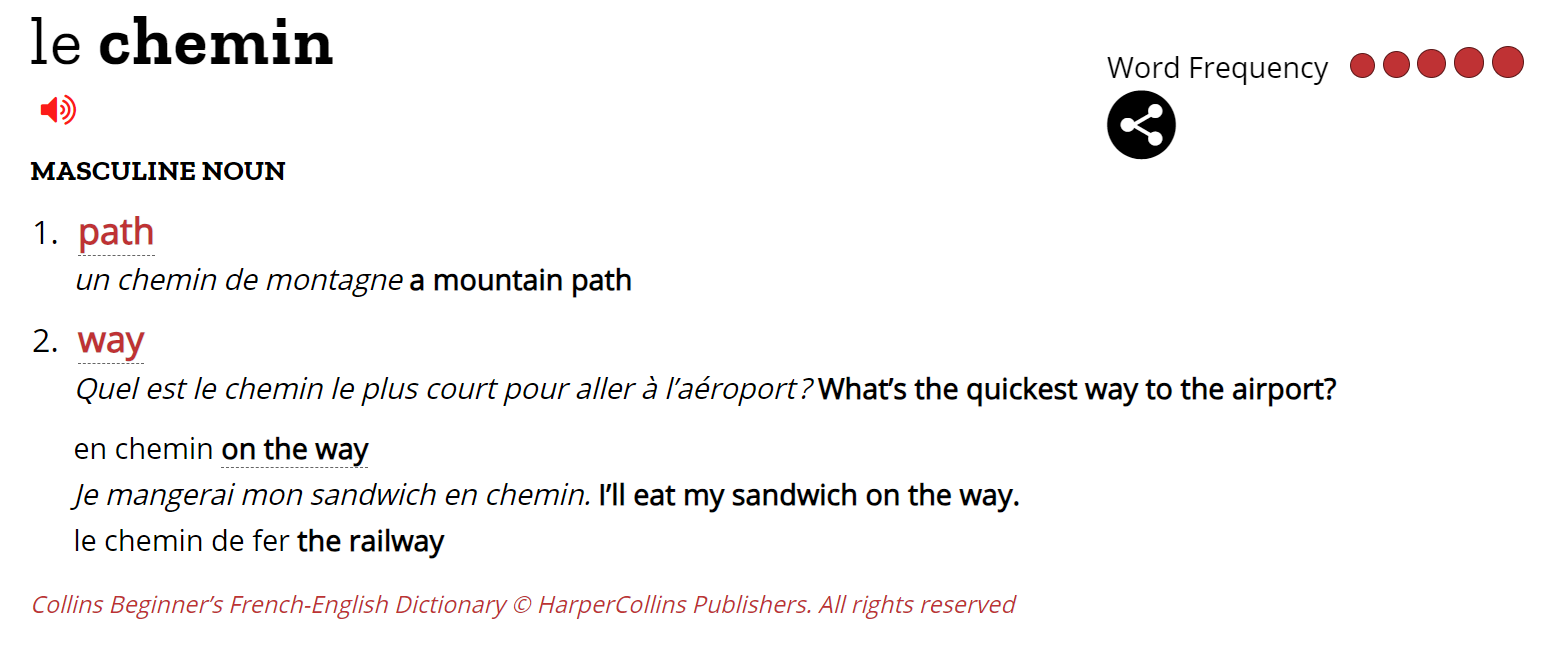 le chemin
Word Frequency
MASCULINE NOUN
1. path
un chemin de montagne a mountain path
2. way
Quel est le chemin le plus court pour aller à l’aéroport? What’s the quickest way to the airport?
en chemin on the way
Je mangerai mon sandwich en chemin. I’ll eat my sandwich on the way.
le chemin de fer the railway
Collins Beginner’s French-English Dictionary © HarperCollins Publishers. All rights reserved